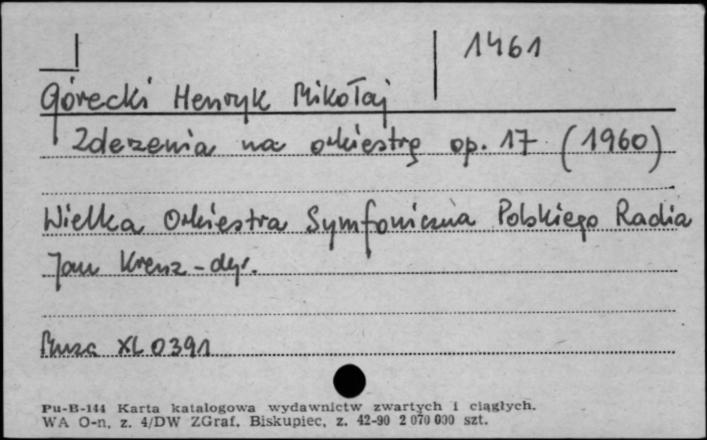 1461
Górecki Henryk Mikołaj
Zderzenia na orkiestrę op. 17 (1960)
Wielka Orkiestra Symfoniczna Polskiego Radia
Jan Krenz - dyr.
Muza XL 0391
Pu-B-144 Karta katalogowa wydawnictw zwartych i ciągłych.
WA O-n, z. 4/DW ZGraf. Biskupiec, z. 42-90 2 070 000 szt.